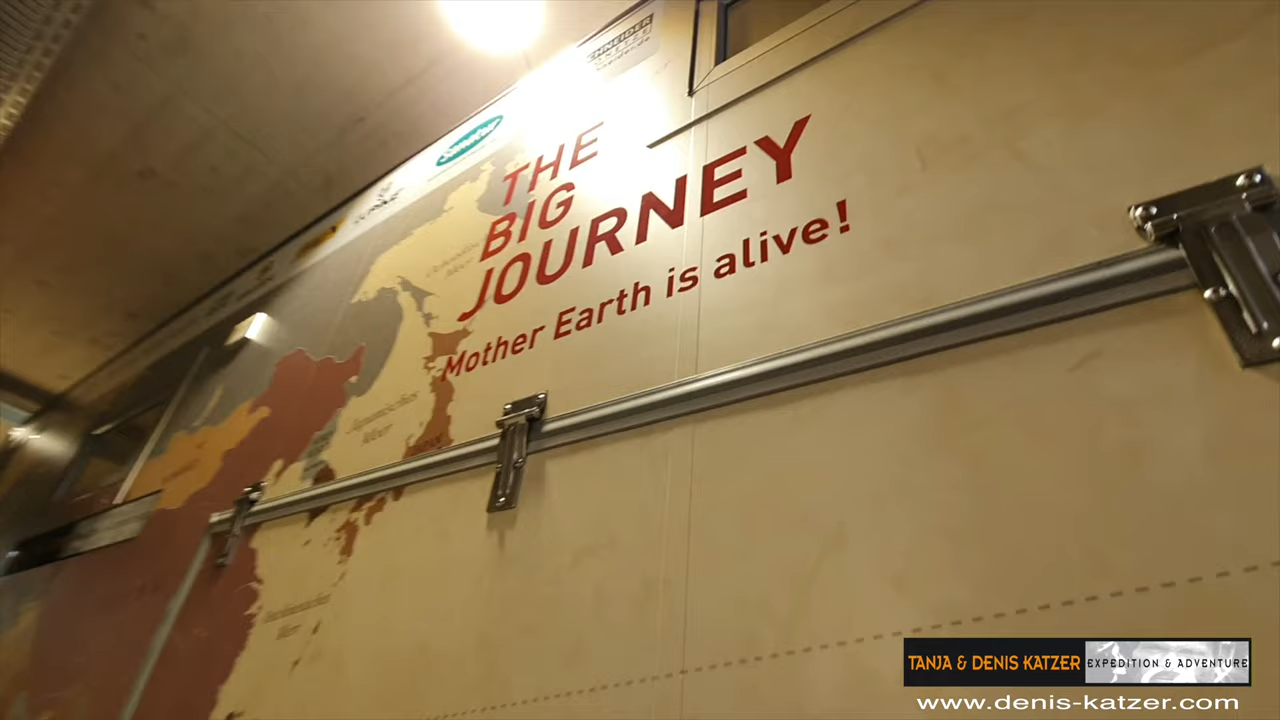 THE
BIG
JOURNEY
Mother Earth is alive!
Japanisches
Meer
TANJA & DENIS KATZER
EXPEDITION & ADVENTURE
www.denis-katzer.com